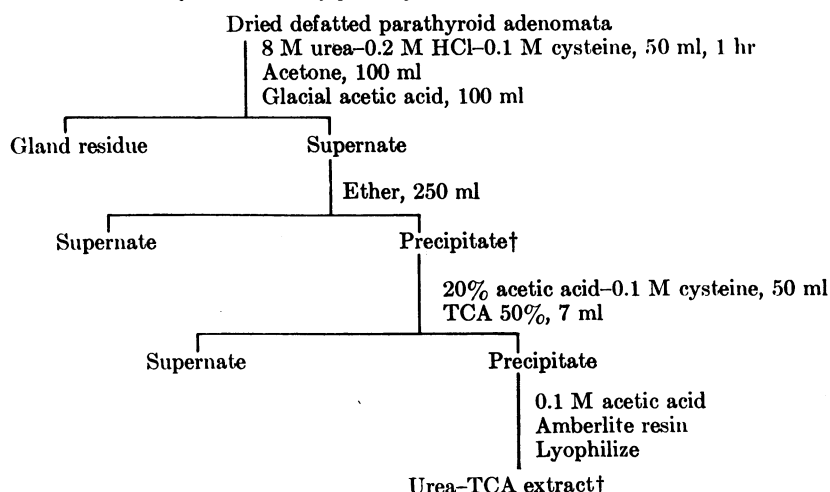 Dried defatted parathyroid adenomata
8 M urea–0.2 M HCl–0.1 M cysteine, 50 ml, 1 hr
Acetone, 100 ml
Glacial acetic acid, 100 ml
Gland residue Supernate
Ether, 250 ml
Supernate Precipitate†
20% acetic acid–0.1 M cysteine, 50 ml
TCA 50%, 7 ml
Supernate Precipitate
0.1 M acetic acid
Amberlite resin
Lyophilize
Urea–TCA extract†